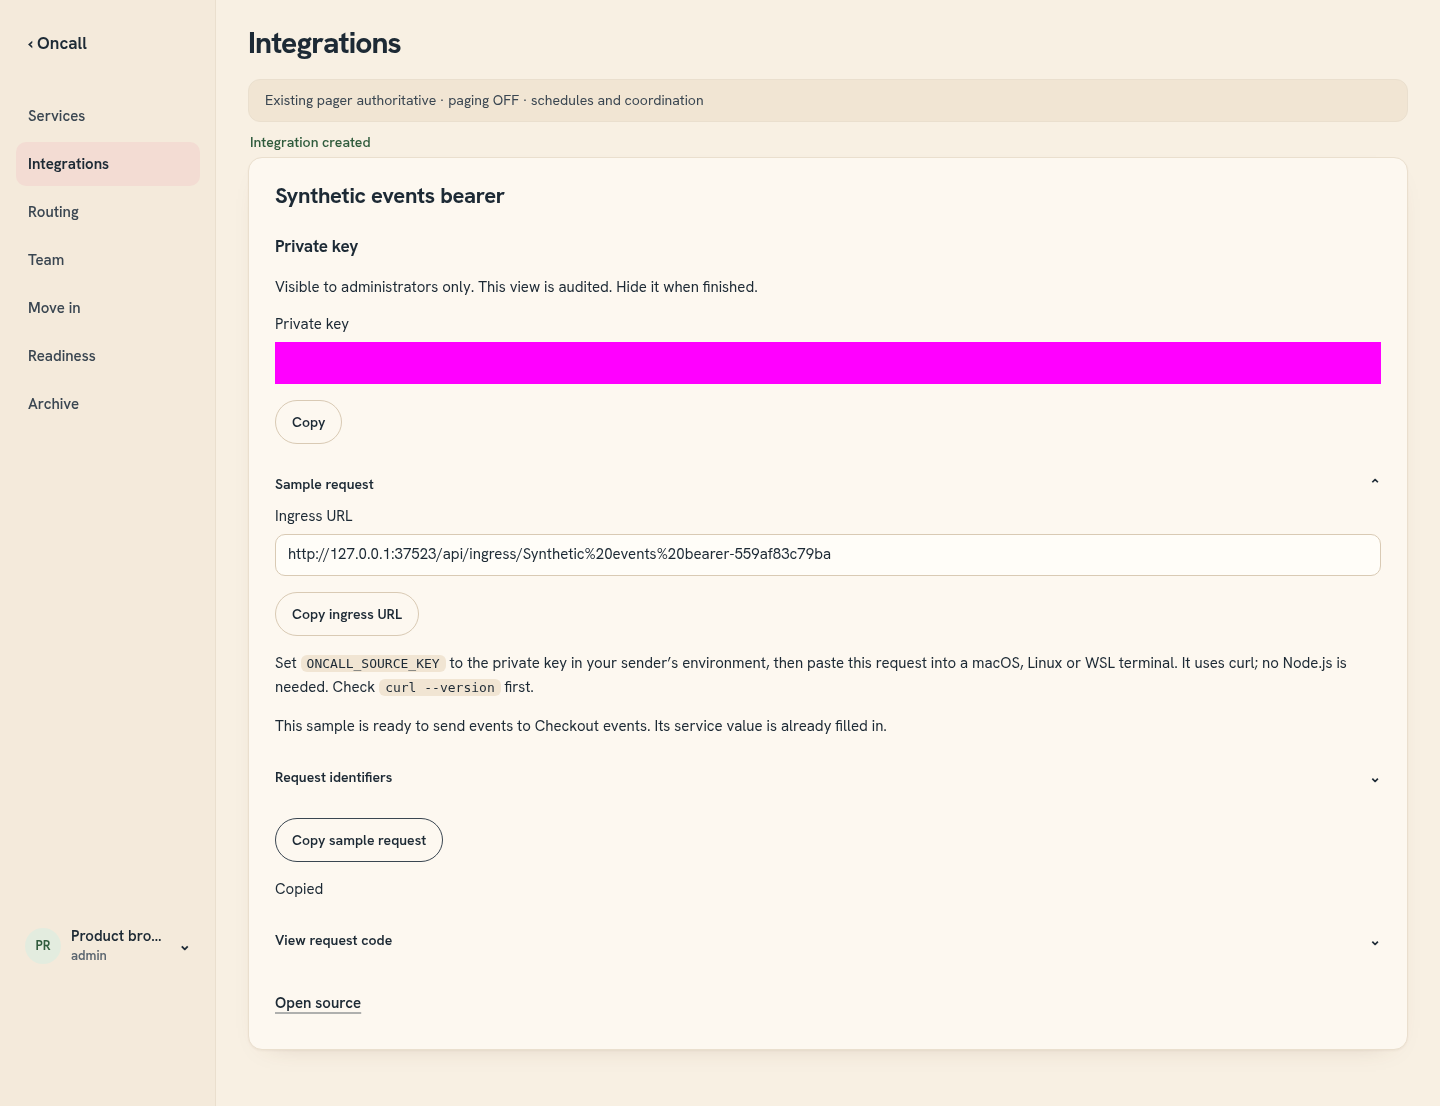 ‹ Oncall
Services
Integrations
Routing
Team
Move in
Readiness
Archive
PR
Product bro...
admin
Integrations
Existing pager authoritative · paging OFF · schedules and coordination
Integration created
Synthetic events bearer
Private key
Visible to administrators only. This view is audited. Hide it when finished.
Private key
Copy
Sample request
Ingress URL
http://127.0.0.1:37523/api/ingress/Synthetic%20events%20bearer-559af83c79ba
Copy ingress URL
Set ONCALL_SOURCE_KEY to the private key in your sender’s environment, then paste this request into a macOS, Linux or WSL terminal. It uses curl; no Node.js is
needed. Check curl --version first.
This sample is ready to send events to Checkout events. Its service value is already filled in.
Request identifiers
Copy sample request
Copied
View request code
Open source